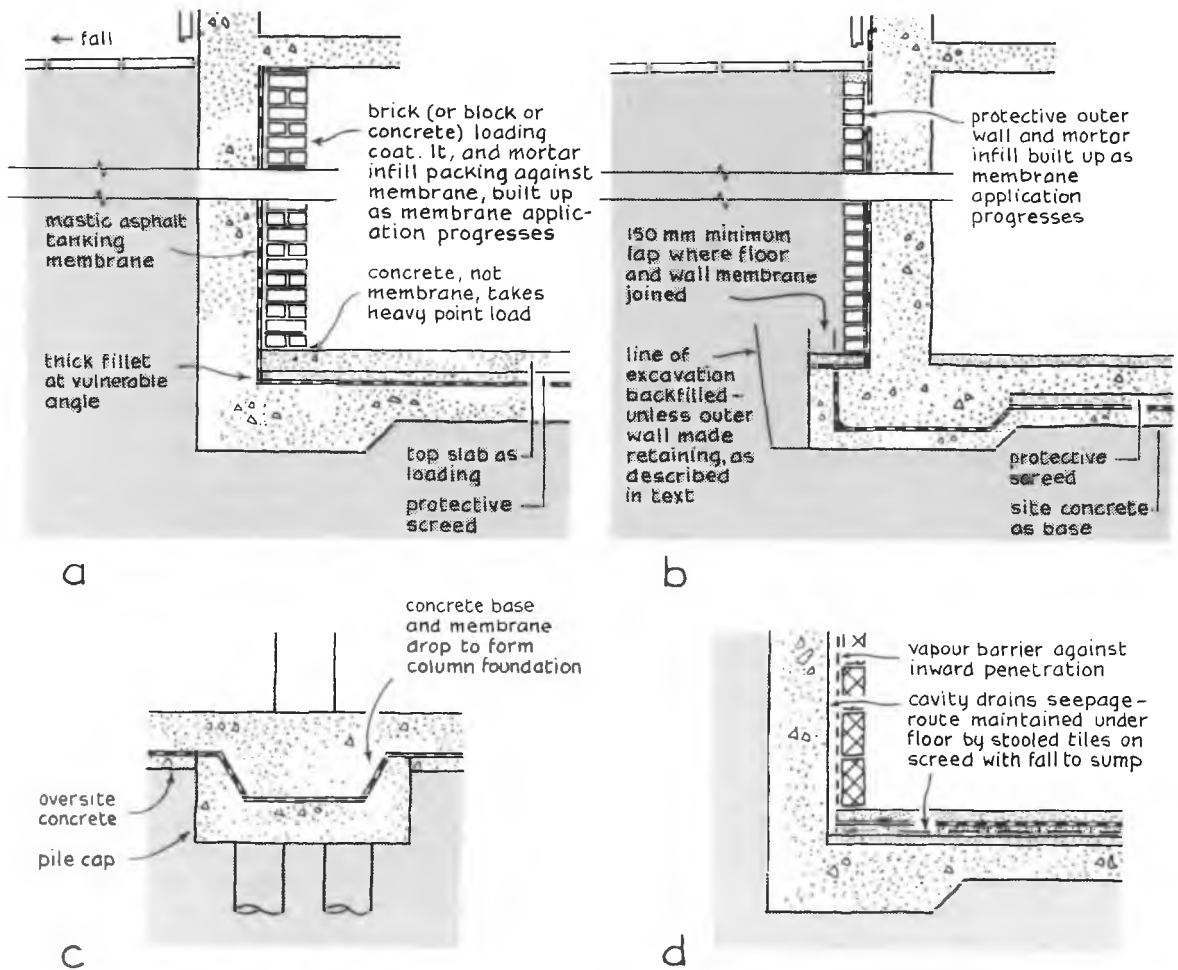 ← fall
brick (or block or
concrete) loading
coat. It, and mortar
infill packing against
membrane, built up
as membrane applic-
ation progresses
mastic asphalt
tanking
membrane
concrete, not
membrane, takes
heavy point load
thick fillet
at vulnerable
angle
top slab as
loading
protective
screed
a
protective outer
wall and mortar
infill built up as
membrane
application
progresses
150 mm minimum
lap where floor
and wall membrane
joined
line of
excavation
backfilled-
unless outer
wall made
retaining, as
described
in text
protective
screed
site concrete
as base
b
concrete base
and membrane
drop to form
column foundation
oversite
concrete
pile cap
c
vapour barrier against
inward penetration
cavity drains seepage-
route maintained under
floor by stooled tiles on
screed with fall to sump
d